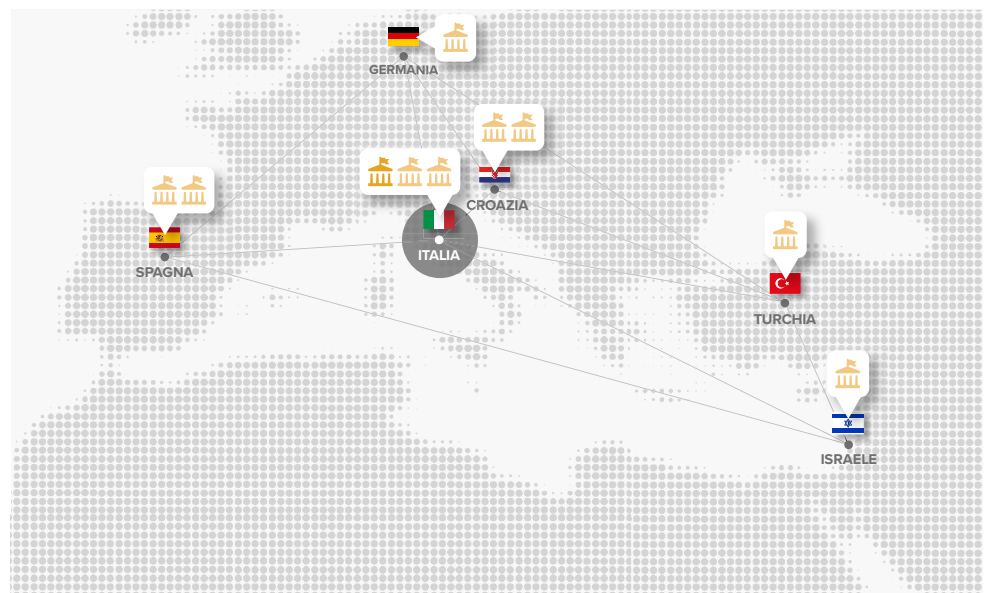 GERMANIA
CROAZIA
ITALIA
SPAGNA
TURCHIA
ISRAELE